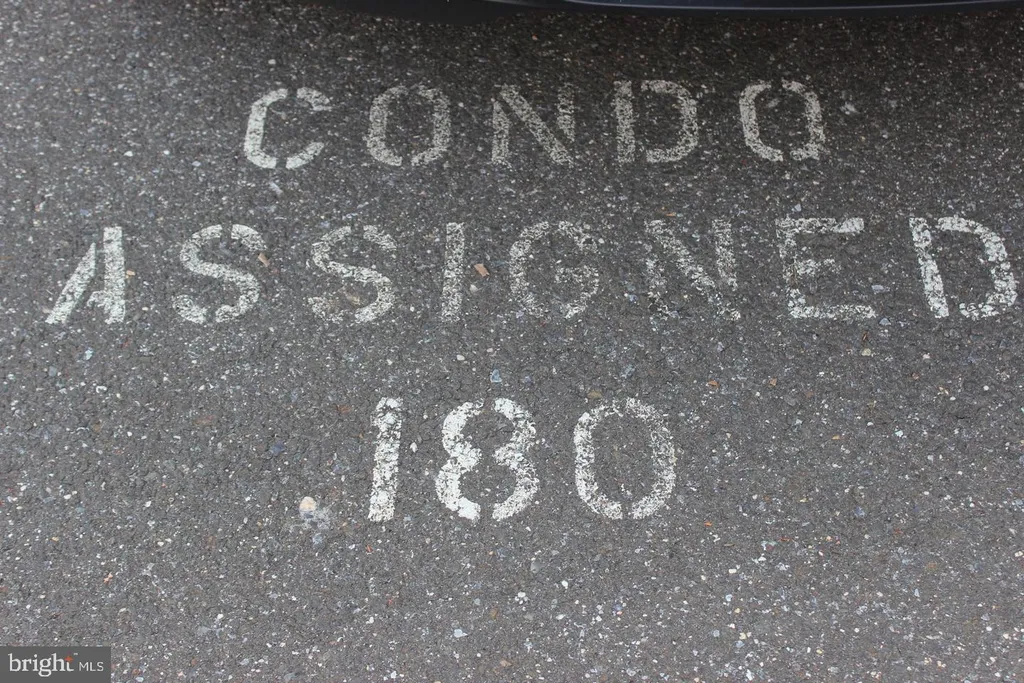 CONDO
ASSIGNED
180
bright MLS